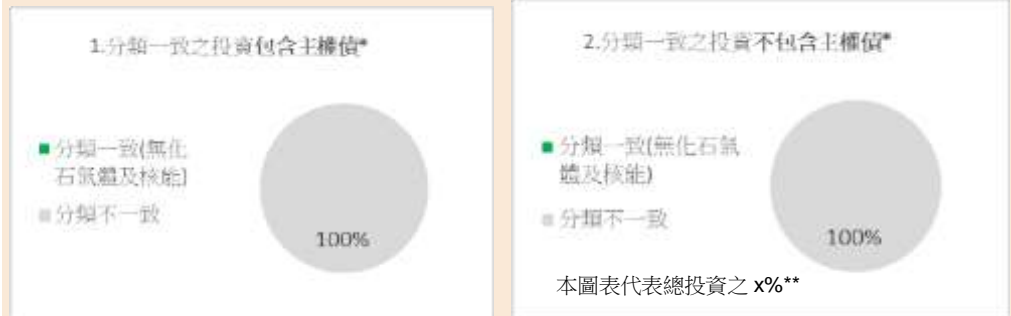 1.分類一致之投資包含主權債*
分類一致(無化
石氣體及核能)
分類不一致
100%
2.分類一致之投資不包含主權債*
分類一致(無化石氣
體及核能)
分類不一致
100%
本圖表代表總投資之 x%**